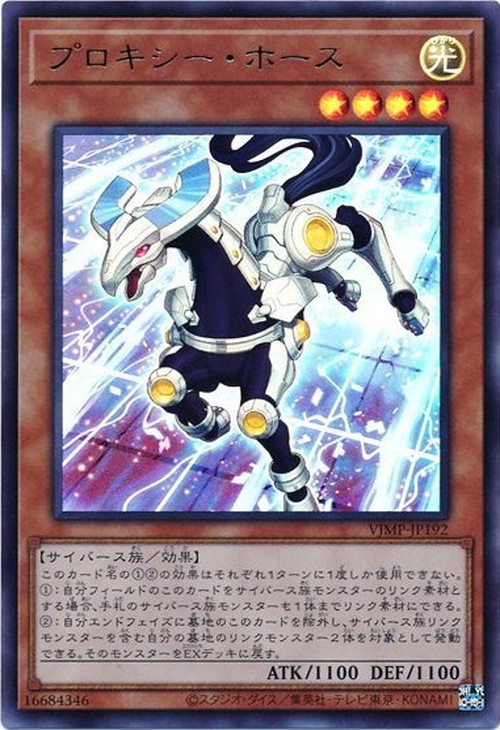 プロキシー・ホース
光
VJMP-JP192
【サイバース族/効果】
このカード名の①②の効果はそれぞれ1ターンに1度しか使用できない。
①:自分フィールドのこのカードをサイバース族モンスターのリンク素材と
する場合、手札のサイバース族モンスターも1体までリンク素材にできる。
②:自分エンドフェイズに墓地のこのカードを除外し、サイバース族リンク
モンスターを含む自分の墓地のリンクモンスター2体を対象として発動
できる。そのモンスターをEXデッキに戻す。
ATK/1100 DEF/1100
16684346 ©スタジオ・ダイス/集英社・テレビ東京・KONAMI